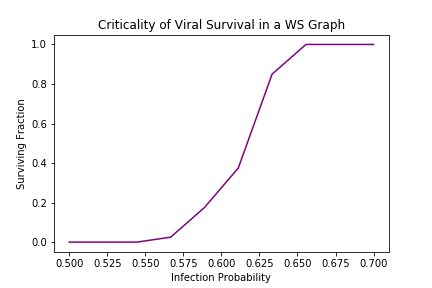 Criticality of Viral Survival in a WS Graph
1.0
0.8
0.6
0.4
0.2
0.0
Surviving Fraction
0.500 0.525 0.550 0.575 0.600 0.625 0.650 0.675 0.700
Infection Probability